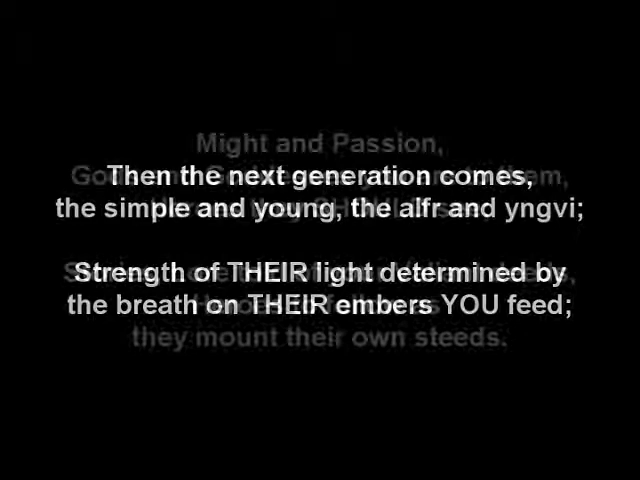 Might and Passion,
Then the next generation comes,
the simple and young, the alfr and yngvi;
Strength of THEIR light determined by
the breath on THEIR embers YOU feed;
they mount their own steeds.